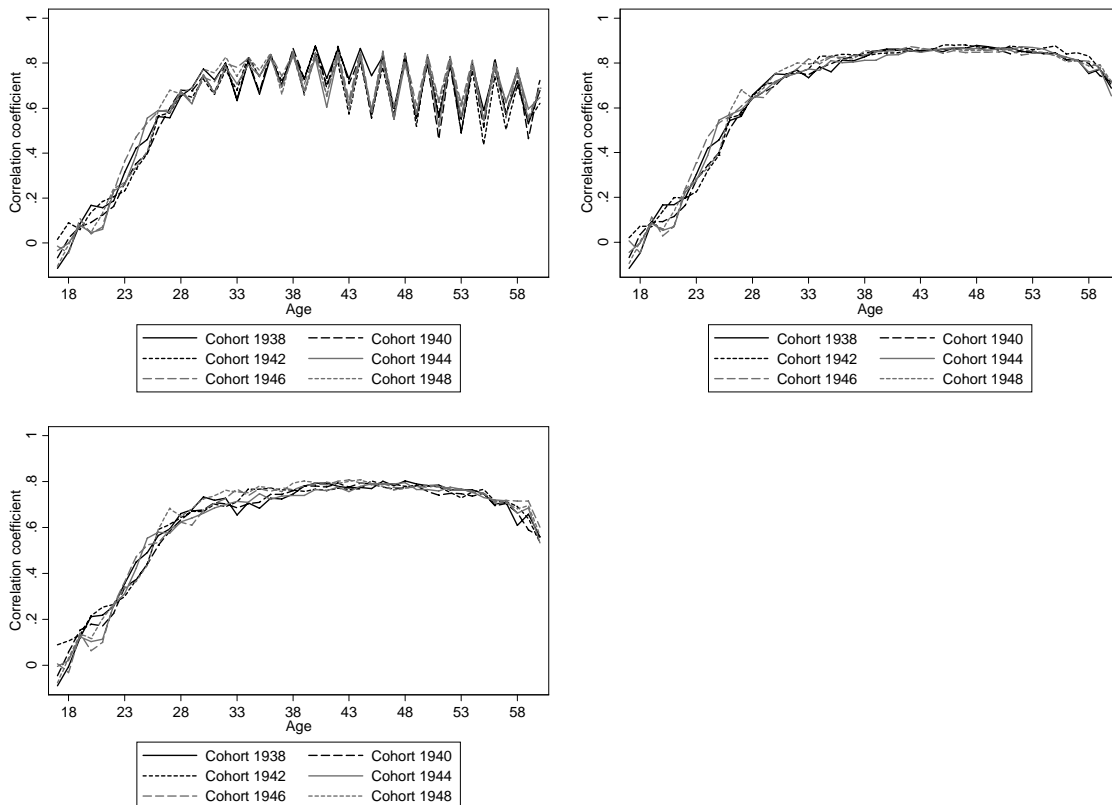 Correlation coefficient
0 .2 .4 .6 .8 1
18 23 28 33 38 43 48 53 58
Age
Cohort 1938 Cohort 1940
Cohort 1942 Cohort 1944
Cohort 1946 Cohort 1948
Correlation coefficient
0 .2 .4 .6 .8 1
18 23 28 33 38 43 48 53 58
Age
Cohort 1938 Cohort 1940
Cohort 1942 Cohort 1944
Cohort 1946 Cohort 1948
Correlation coefficient
0 .2 .4 .6 .8 1
18 23 28 33 38 43 48 53 58
Age
Cohort 1938 Cohort 1940
Cohort 1942 Cohort 1944
Cohort 1946 Cohort 1948